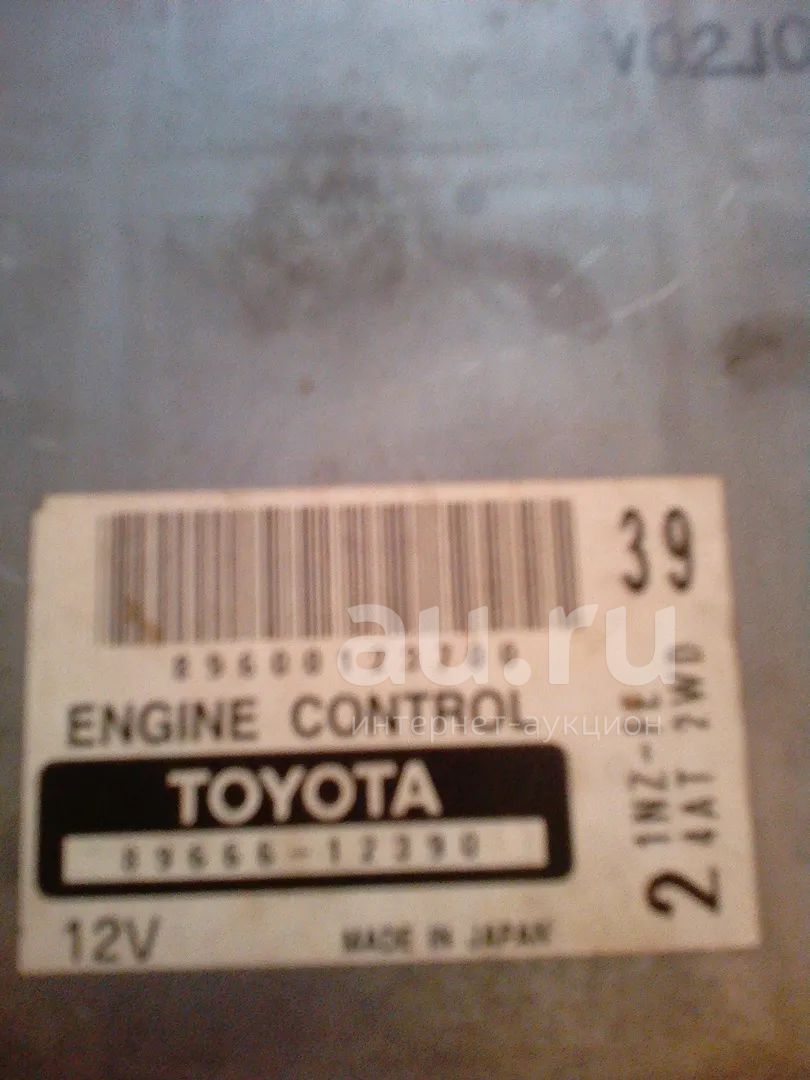 V0210
39
ENGINE CONTROL
TOYOTA
89666-12390
12V
MADE IN JAPAN
2
1NZ-FE
4AT 2WD
au.ru
интернет-аукцион